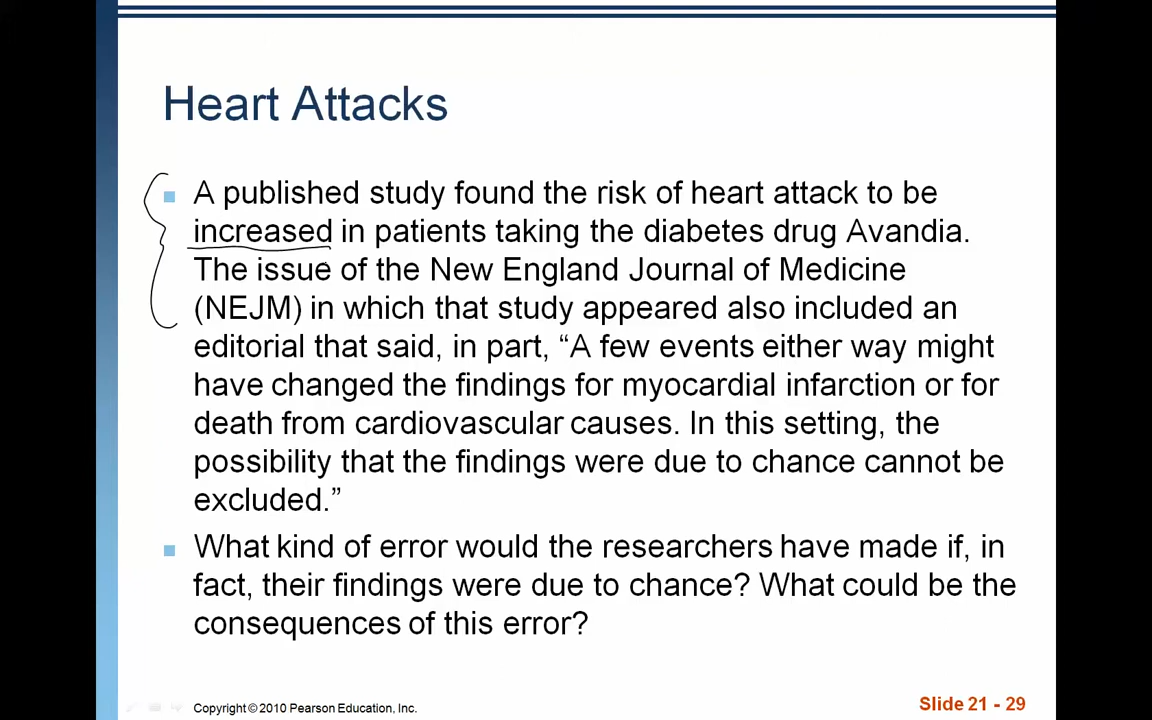 Heart Attacks
A published study found the risk of heart attack to be
increased in patients taking the diabetes drug Avandia.
The issue of the New England Journal of Medicine
(NEJM) in which that study appeared also included an
editorial that said, in part, “A few events either way might
have changed the findings for myocardial infarction or for
death from cardiovascular causes. In this setting, the
possibility that the findings were due to chance cannot be
excluded.”
What kind of error would the researchers have made if, in
fact, their findings were due to chance? What could be the
consequences of this error?
Copyright © 2010 Pearson Education, Inc.
Slide 21 - 29